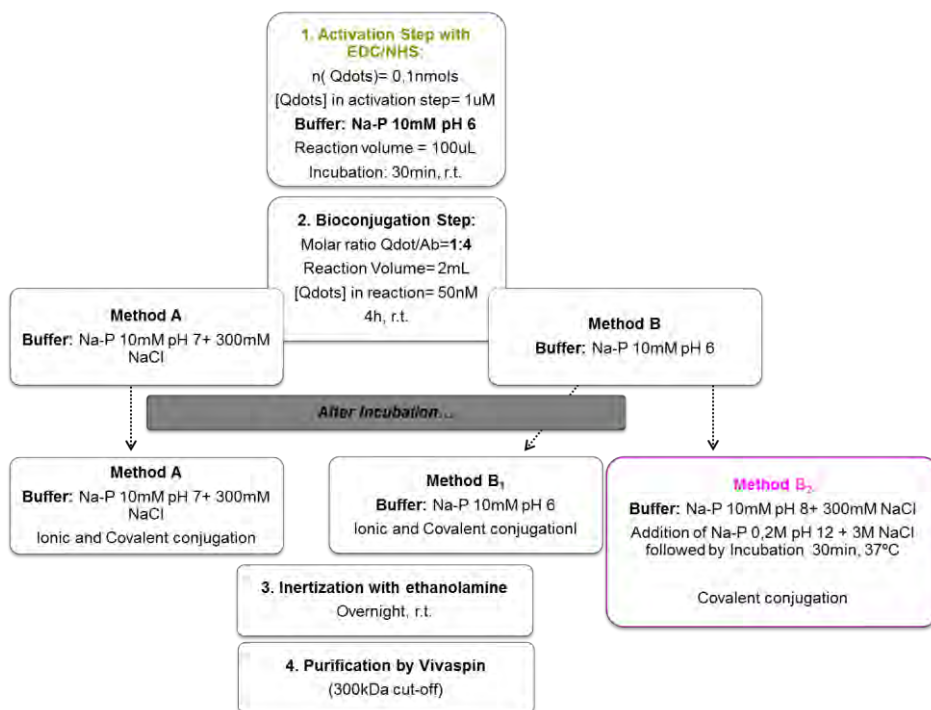 1. Activation Step with
EDC/NHS:
n( Qdots)= 0.1nmols
[Qdots] in activation step= 1uM
Buffer: Na-P 10mM pH 6
Reaction volume = 100uL
Incubation: 30min, r.t.
2. Bioconjugation Step:
Molar ratio Qdot/Ab=1:4
Reaction Volume= 2mL
[Qdots] in reaction= 50nM
4h, r.t.
Method A
Buffer: Na-P 10mM pH 7+ 300mM
NaCl
Method B
Buffer: Na-P 10mM pH 6
After Incubation...
Method A
Buffer: Na-P 10mM pH 7+ 300mM
NaCl
Ionic and Covalent conjugation
Method B₁
Buffer: Na-P 10mM pH 6
Ionic and Covalent conjugationl
Method B₂.
Buffer: Na-P 10mM pH 8+ 300mM NaCl
Addition of Na-P 0,2M pH 12 + 3M NaCl
followed by Incubation 30min, 37ºC
Covalent conjugation
3. Inertization with ethanolamine
Overnight, r.t.
4. Purification by Vivaspin
(300kDa cut-off)